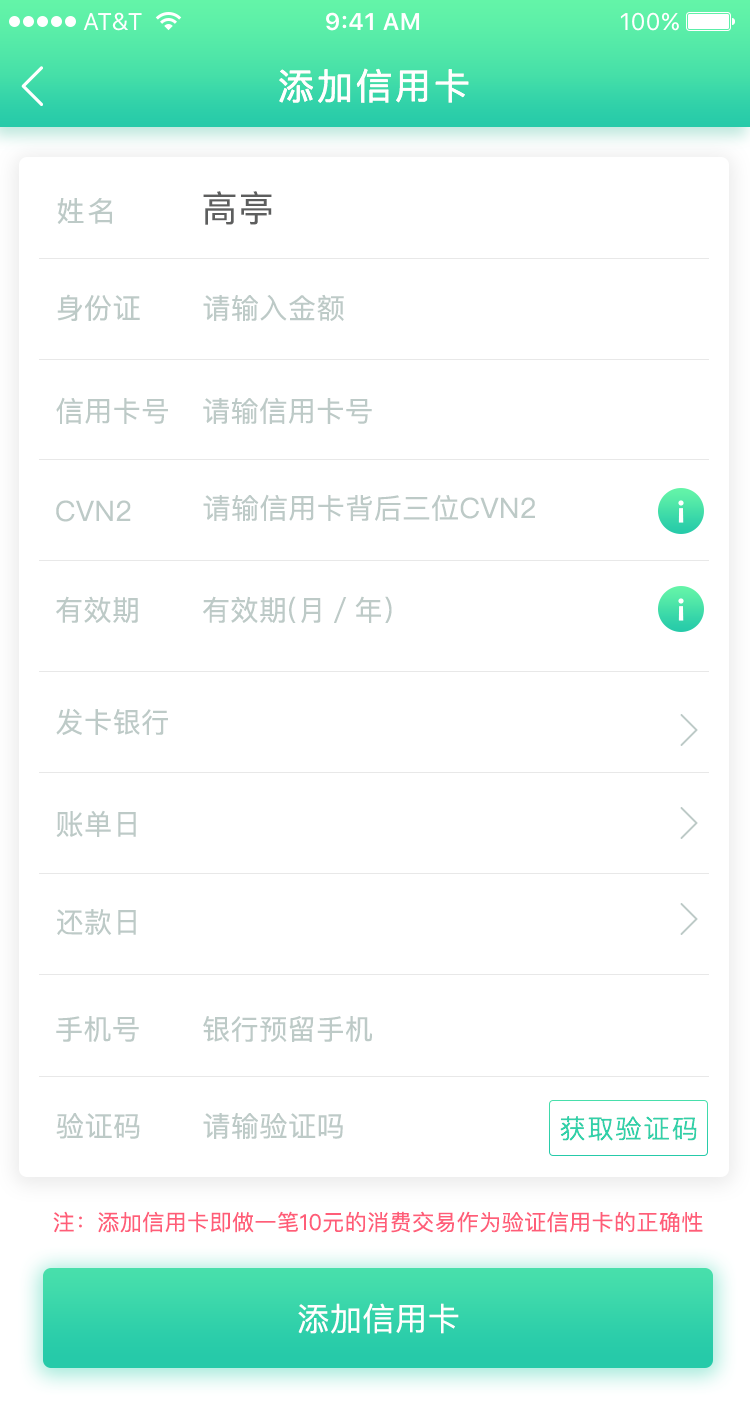 AT&T 9:41 AM 100%
添加信用卡
姓名 高亭
身份证 请输入金额
信用卡号 请输信用卡号
CVN2 请输信用卡背后三位CVN2
有效期 有效期(月 / 年)
发卡银行
账单日
还款日
手机号 银行预留手机
验证码 请输验证吗 获取验证码
注：添加信用卡即做一笔10元的消费交易作为验证信用卡的正确性
添加信用卡